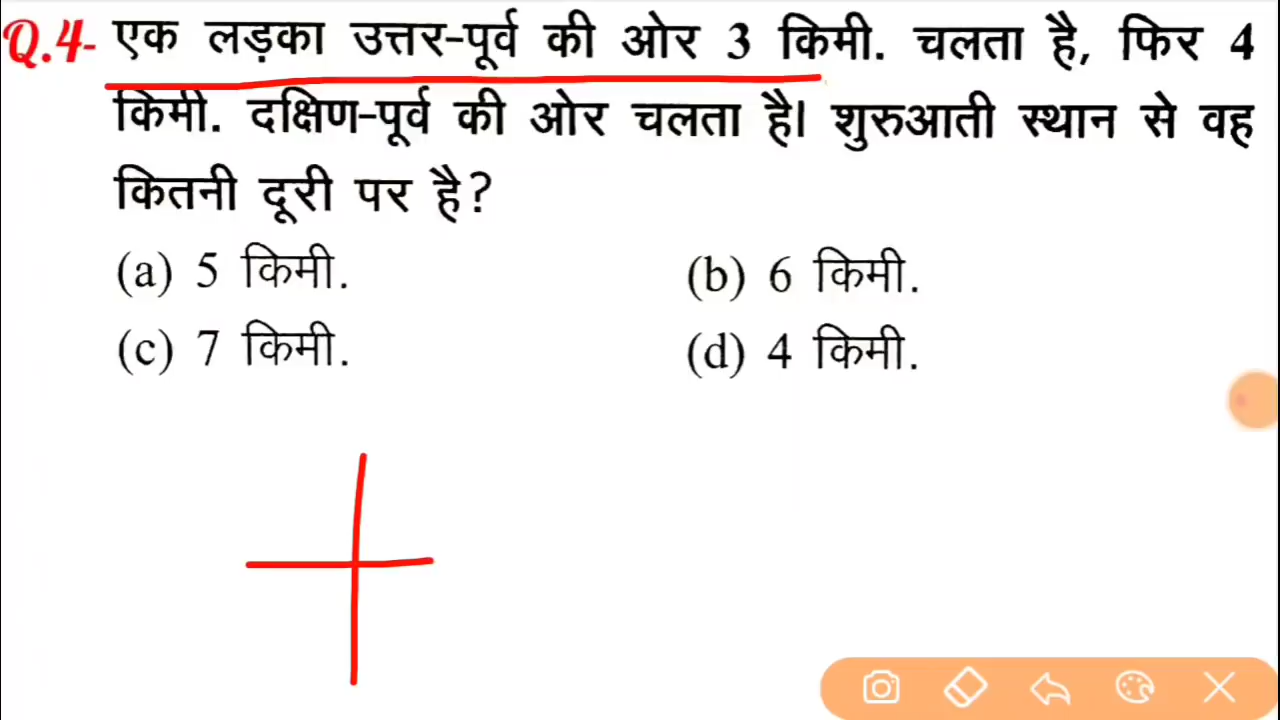 Q.4- एक लड़का उत्तर-पूर्व की ओर 3 किमी. चलता है, फिर 4
किमी. दक्षिण-पूर्व की ओर चलता है। शुरुआती स्थान से वह
कितनी दूरी पर है?
(a) 5 किमी. (b) 6 किमी.
(c) 7 किमी. (d) 4 किमी.